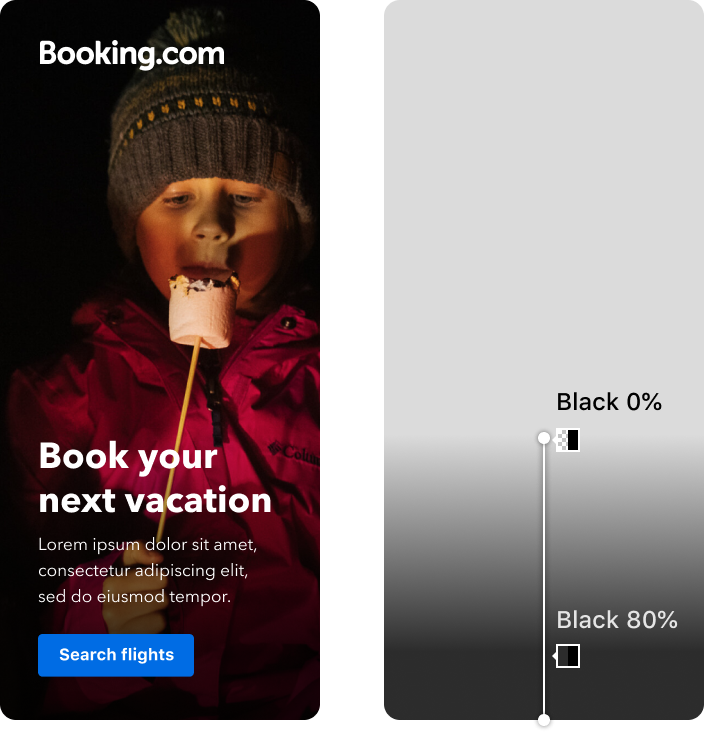 Booking.com
Book your
next vacation
Lorem ipsum dolor sit amet,
consectetur adipiscing elit,
sed do eiusmod tempor.
Search flights
Black 0%
Black 80%